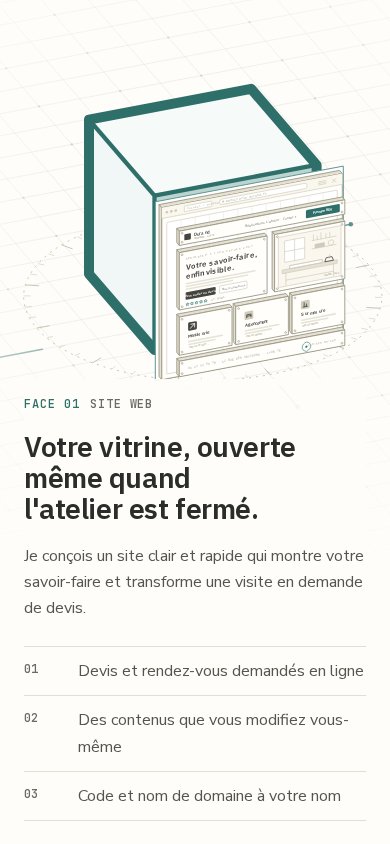 Votre savoir-faire,
enfin visible.
FACE 01 SITE WEB
Votre vitrine, ouverte
même quand
l'atelier est fermé.
Je conçois un site clair et rapide qui montre votre
savoir-faire et transforme une visite en demande
de devis.
01 Devis et rendez-vous demandés en ligne
02 Des contenus que vous modifiez vous-
même
03 Code et nom de domaine à votre nom